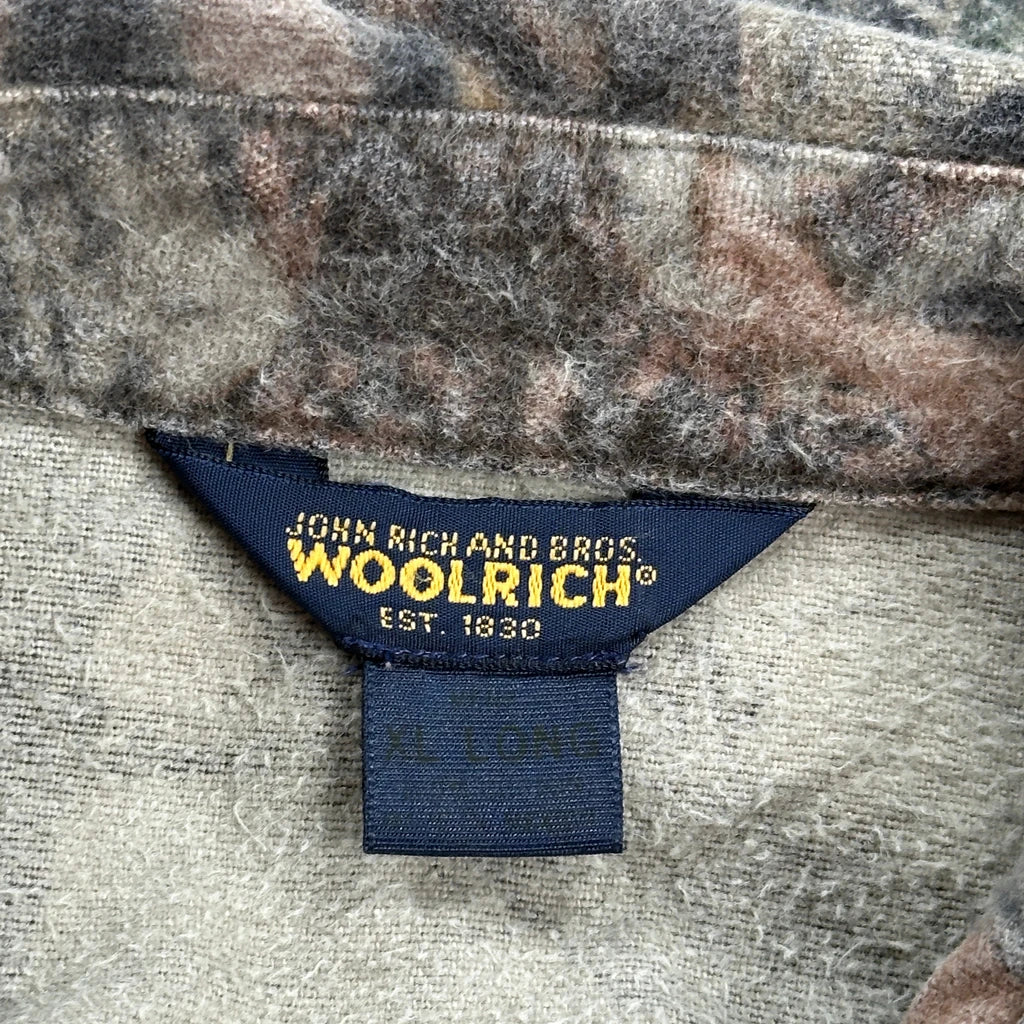 JOHN RICH AND BROS.
WOOLRICH®
EST. 1830
XL LONG